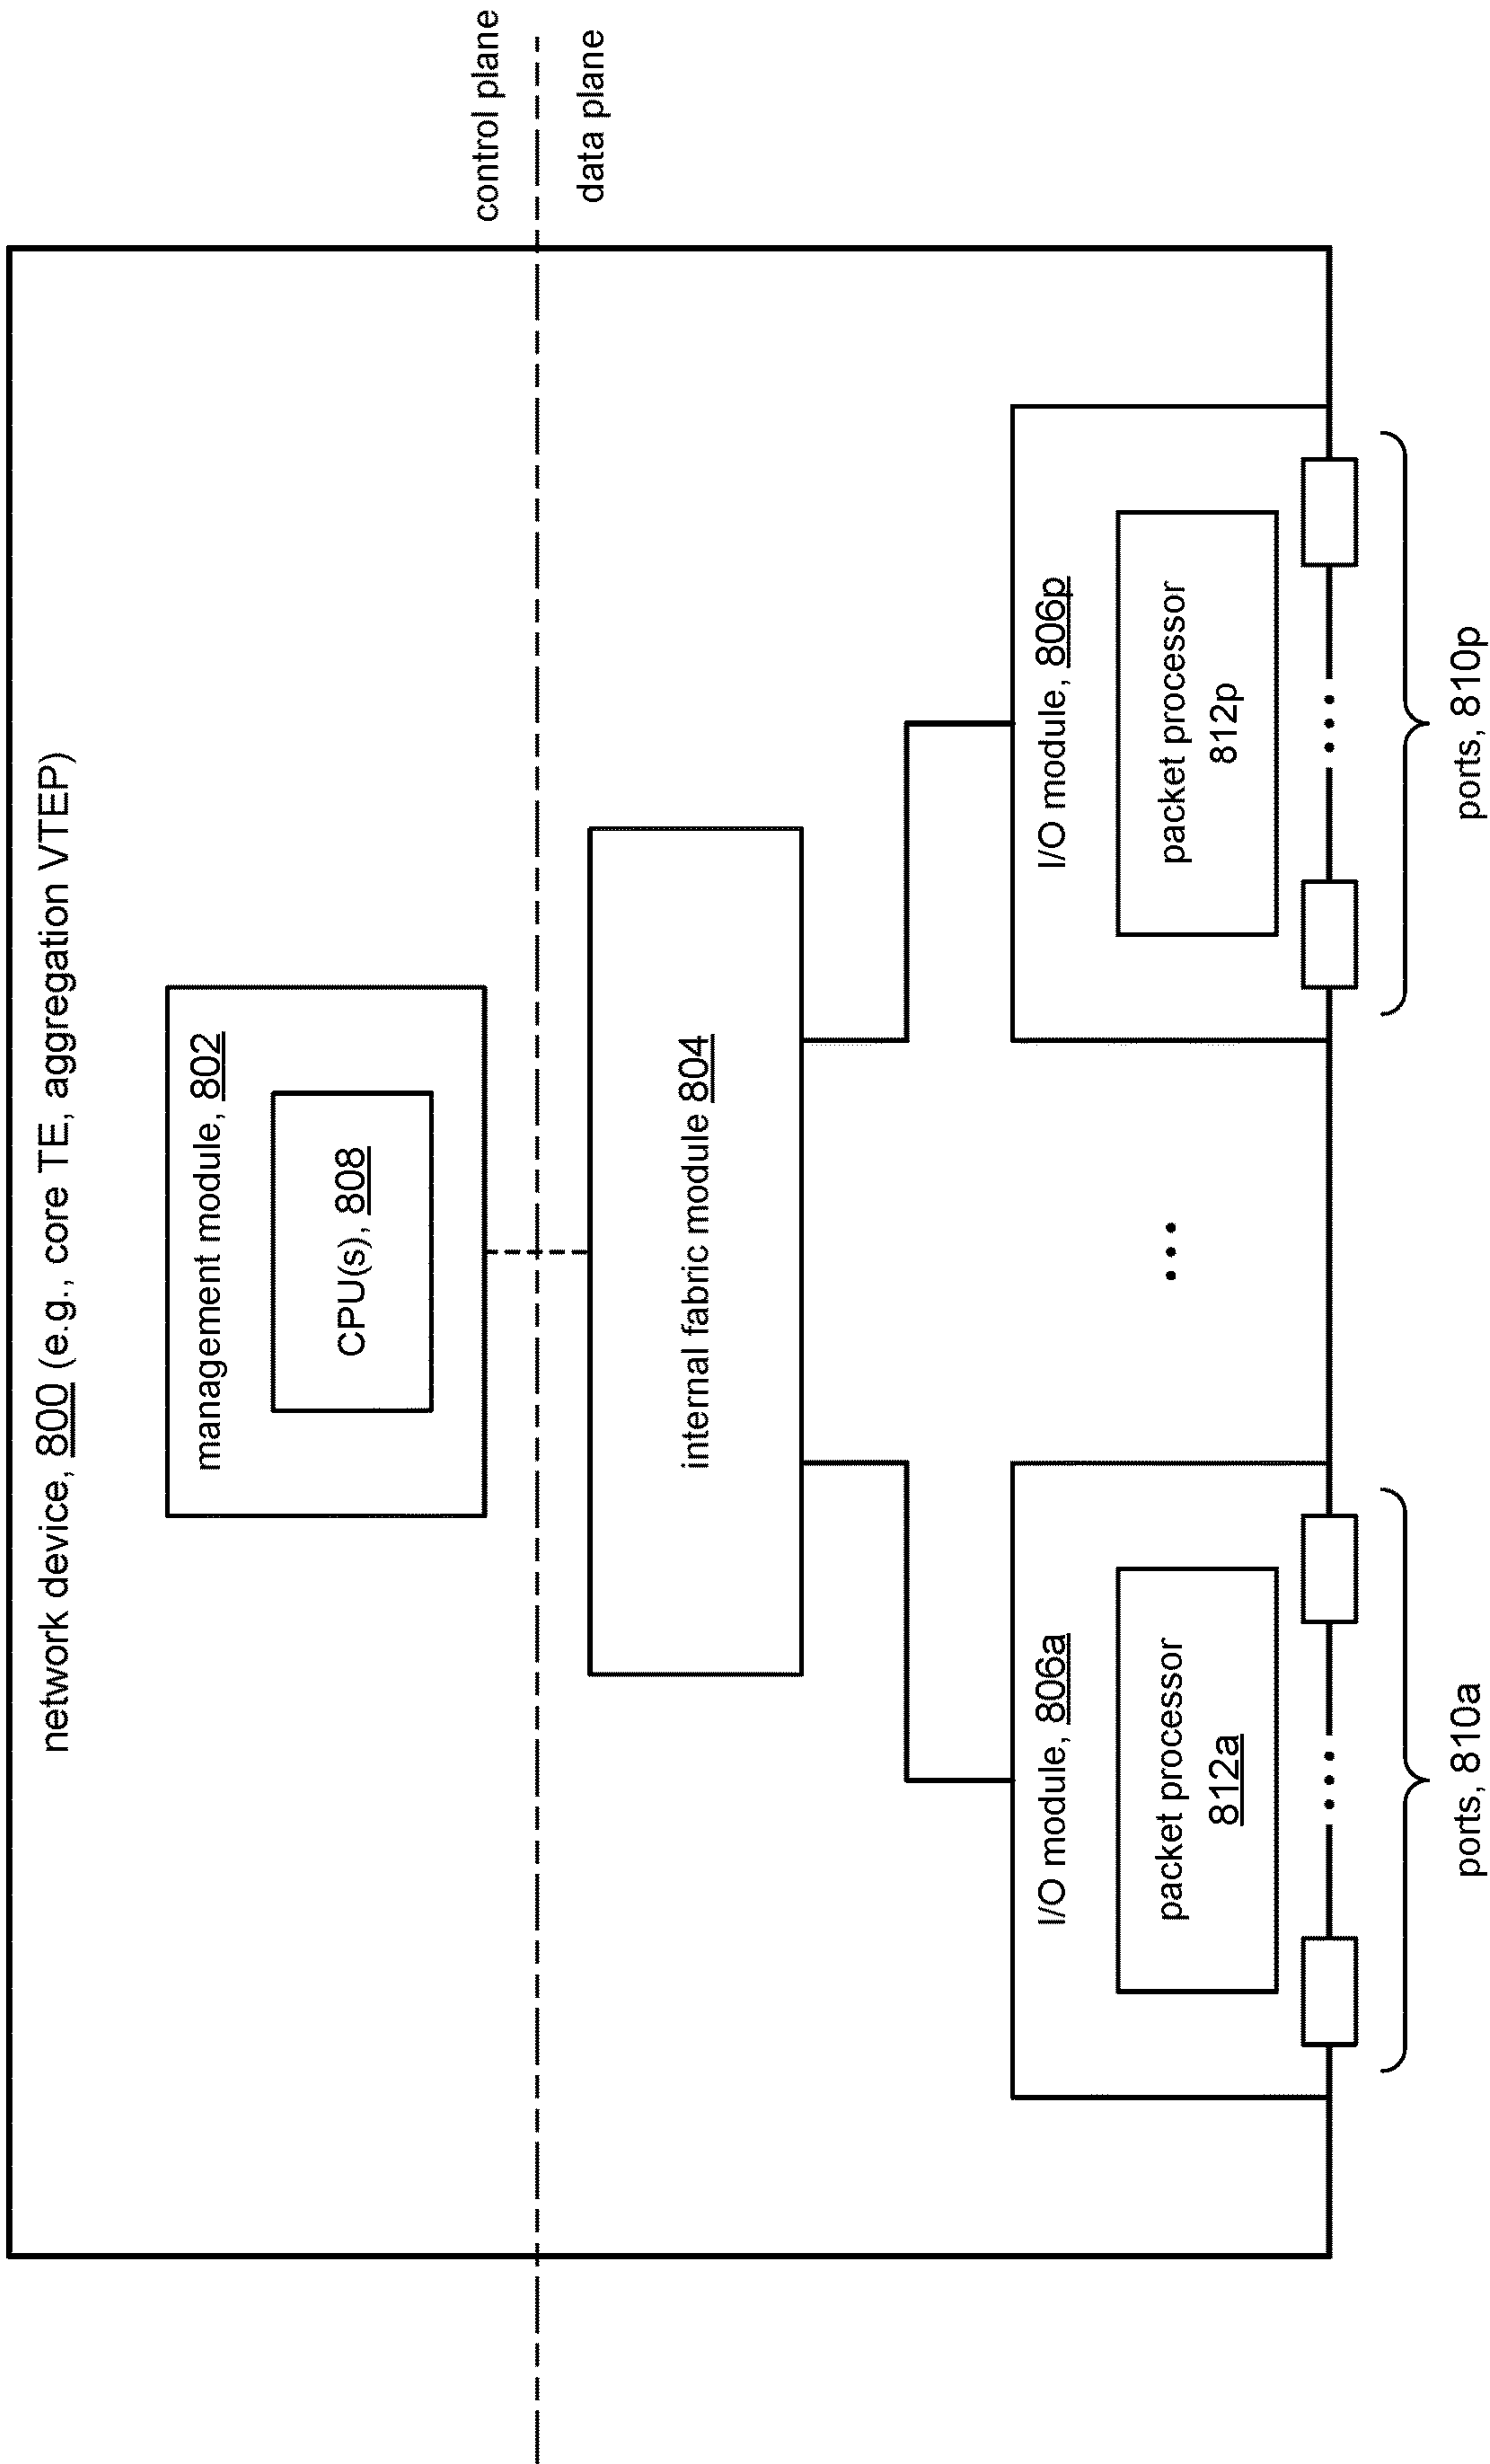 network device, 800 (e.g., core TE, aggregation VTEP)
management module, 802
CPU(s), 808
control plane
data plane
internal fabric module 804
I/O module, 806a
packet processor
812a
...
I/O module, 806p
packet processor
812p
ports, 810a
ports, 810p